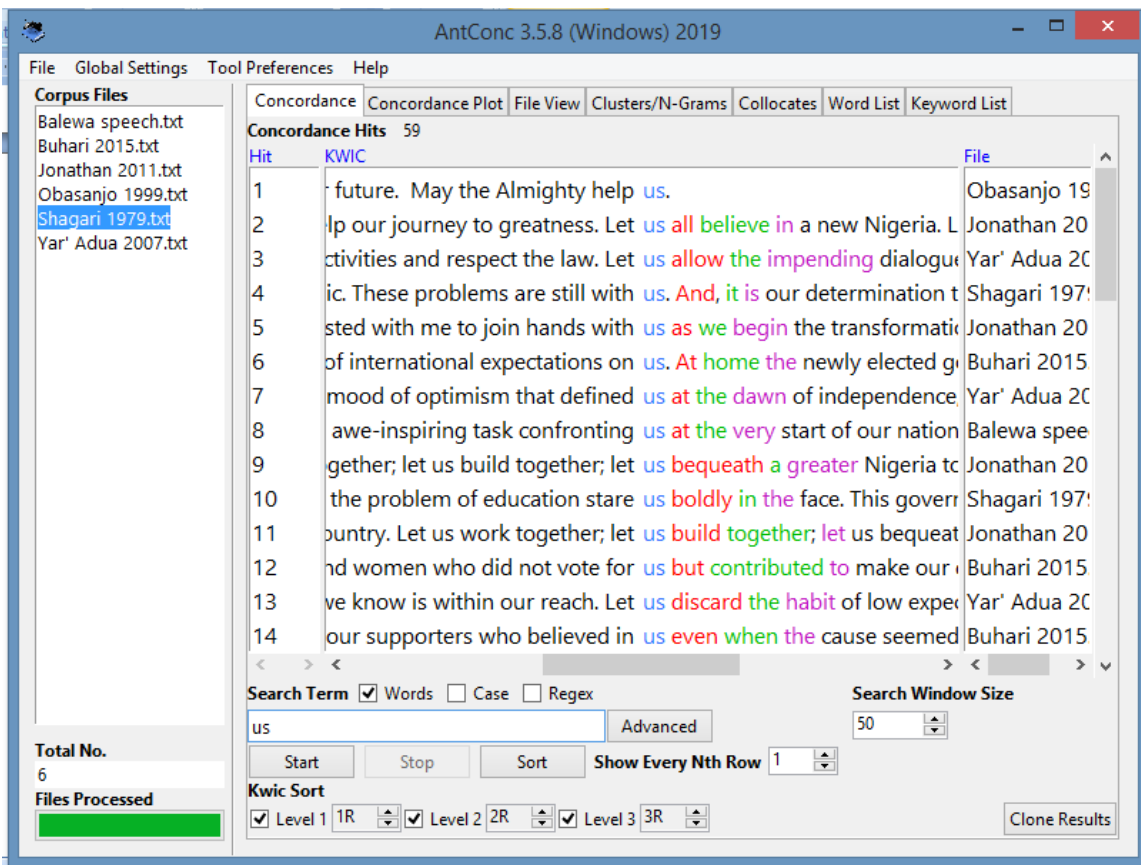 AntConc 3.5.8 (Windows) 2019
File Global Settings Tool Preferences Help
Corpus Files
Balewa speech.txt
Buhari 2015.txt
Jonathan 2011.txt
Obasanjo 1999.txt
Shagari 1979.txt
Yar' Adua 2007.txt
Total No.
6
Files Processed
Concordance Concordance Plot File View Clusters/N-Grams Collocates Word List Keyword List
Concordance Hits 59
Hit KWIC File
1 r future. May the Almighty help us. Obasanjo 19
2 lp our journey to greatness. Let us all believe in a new Nigeria. L Jonathan 20
3 ctivities and respect the law. Let us allow the impending dialogue Yar' Adua 20
4 ic. These problems are still with us. And, it is our determination t Shagari 197
5 sted with me to join hands with us as we begin the transformatio Jonathan 20
6 of international expectations on us. At home the newly elected g Buhari 2015.
7 mood of optimism that defined us at the dawn of independence, Yar' Adua 20
8 awe-inspiring task confronting us at the very start of our nation Balewa spee
9 gether; let us build together; let us bequeath a greater Nigeria to Jonathan 20
10 the problem of education stare us boldly in the face. This govern Shagari 197
11 ountry. Let us work together; let us build together; let us bequeat Jonathan 20
12 nd women who did not vote for us but contributed to make our Buhari 2015.
13 we know is within our reach. Let us discard the habit of low expec Yar' Adua 20
14 our supporters who believed in us even when the cause seemed Buhari 2015.
Search Term Words Case Regex Search Window Size
us Advanced 50
Start Stop Sort Show Every Nth Row 1
Kwic Sort
Level 1 1R Level 2 2R Level 3 3R Clone Results